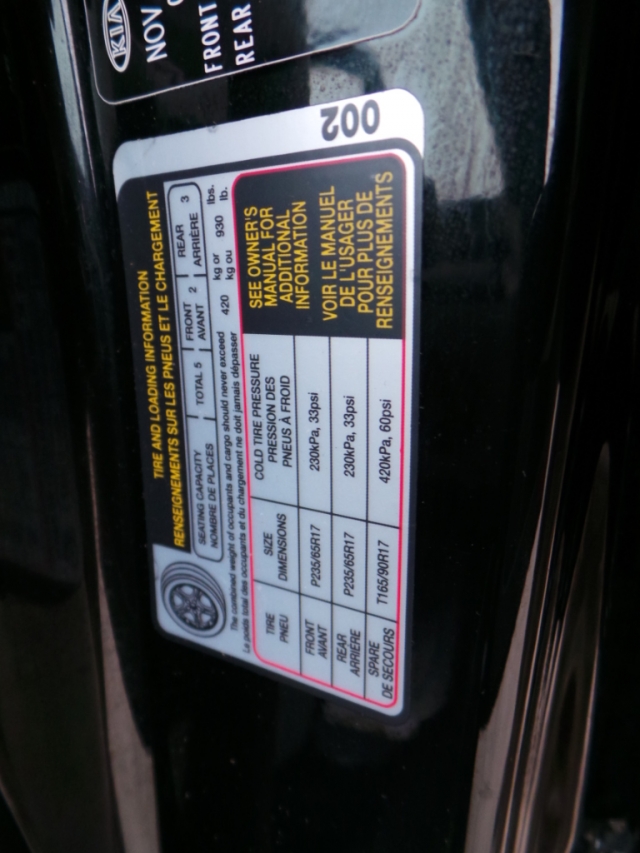 KIA
NOV
FRONT
REAR
002
TIRE AND LOADING INFORMATION
RENSEIGNEMENTS SUR LES PNEUS ET LE CHARGEMENT
SEATING CAPACITY
NOMBRE DE PLACES
TOTAL 5
FRONT
AVANT 2
REAR
ARRIÈRE 3
The combined weight of occupants and cargo should never exceed 420 kg or 930 lbs.
Le poids total des occupants et du chargement ne doit jamais dépasser kg ou lb.
TIRE
PNEU
SIZE
DIMENSIONS
COLD TIRE PRESSURE
PRESSION DES
PNEUS À FROID
FRONT
AVANT
P235/65R17
230kPa, 33psi
REAR
ARRIÈRE
P235/65R17
230kPa, 33psi
SPARE
DE SECOURS
T165/90R17
420kPa, 60psi
SEE OWNER'S
MANUAL FOR
ADDITIONAL
INFORMATION
VOIR LE MANUEL
DE L'USAGER
POUR PLUS DE
RENSEIGNEMENTS